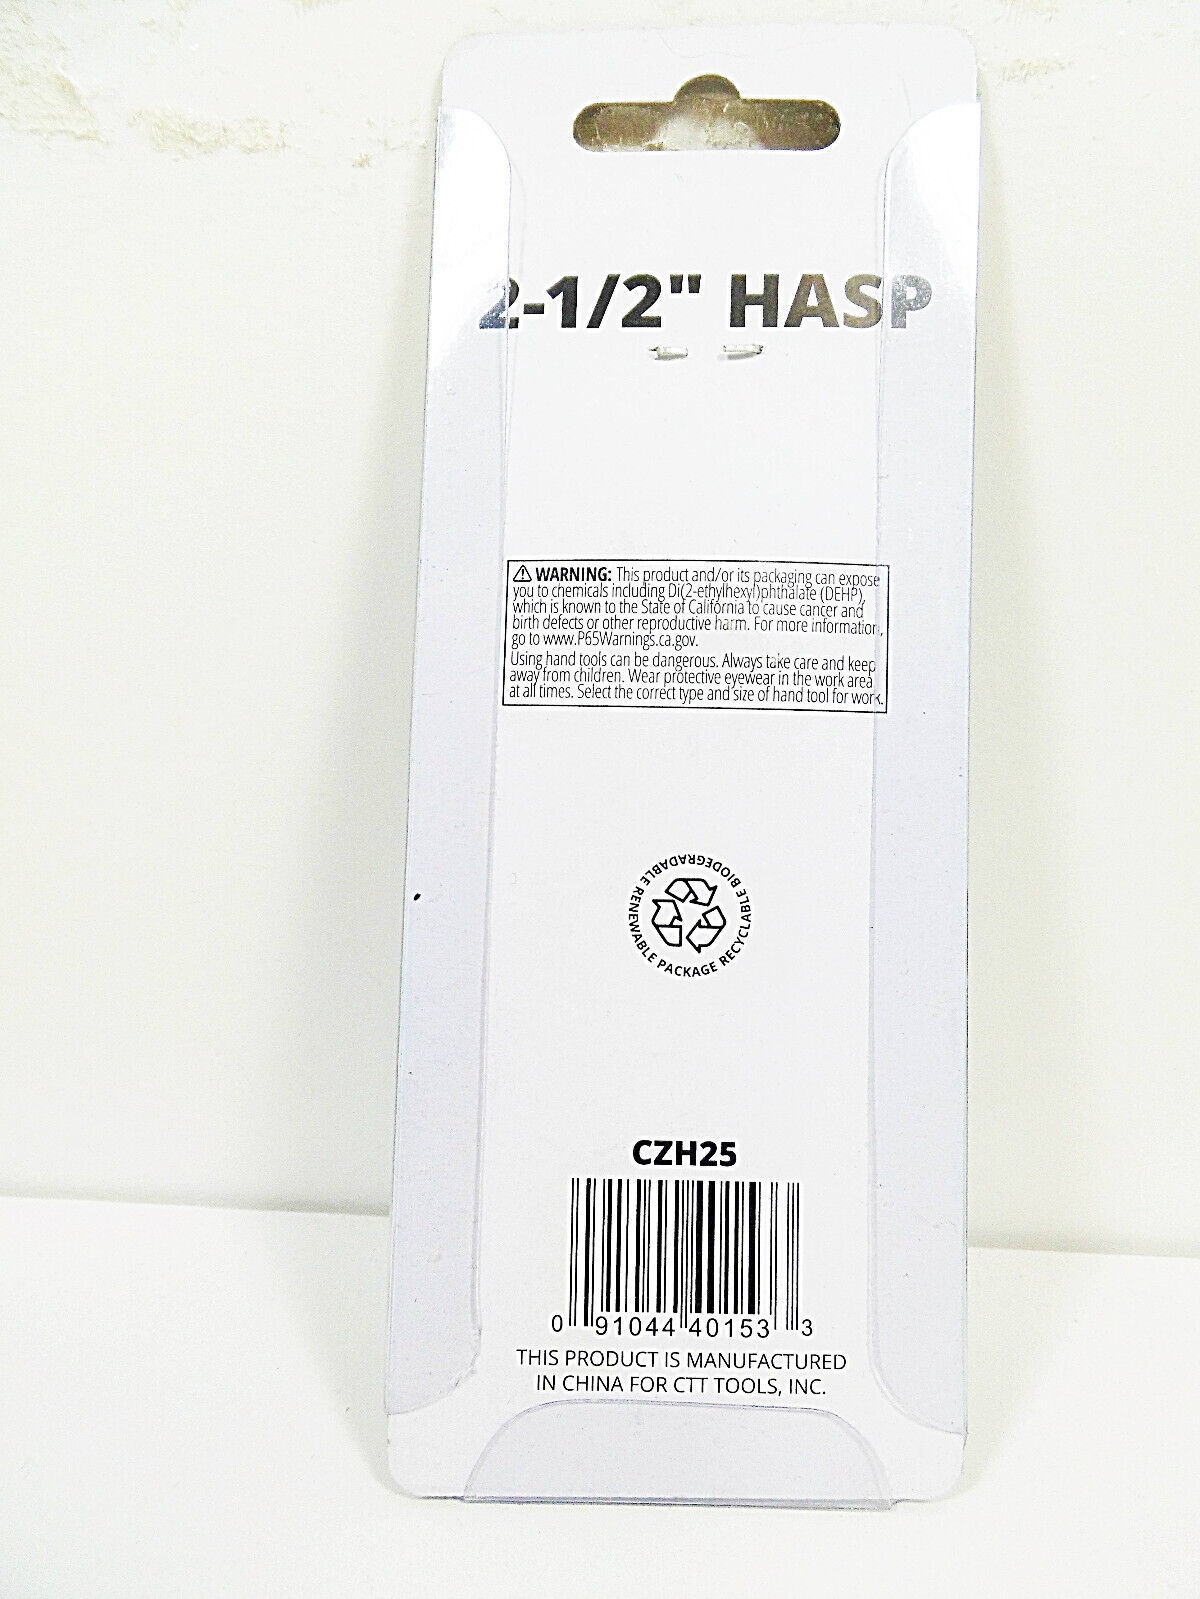 2-1/2" HASP
⚠ WARNING: This product and/or its packaging can expose
you to chemicals including Di(2-ethylhexyl)phthalate (DEHP),
which is known to the State of California to cause cancer and
birth defects or other reproductive harm. For more information,
go to www.P65Warnings.ca.gov.
Using hand tools can be dangerous. Always take care and keep
away from children. Wear protective eyewear in the work area
at all times. Select the correct type and size of hand tool for work.
RENEWABLE PACKAGE RECYCLABLE BIODEGRADABLE
CZH25
0 91044 40153 3
THIS PRODUCT IS MANUFACTURED
IN CHINA FOR CTT TOOLS, INC.